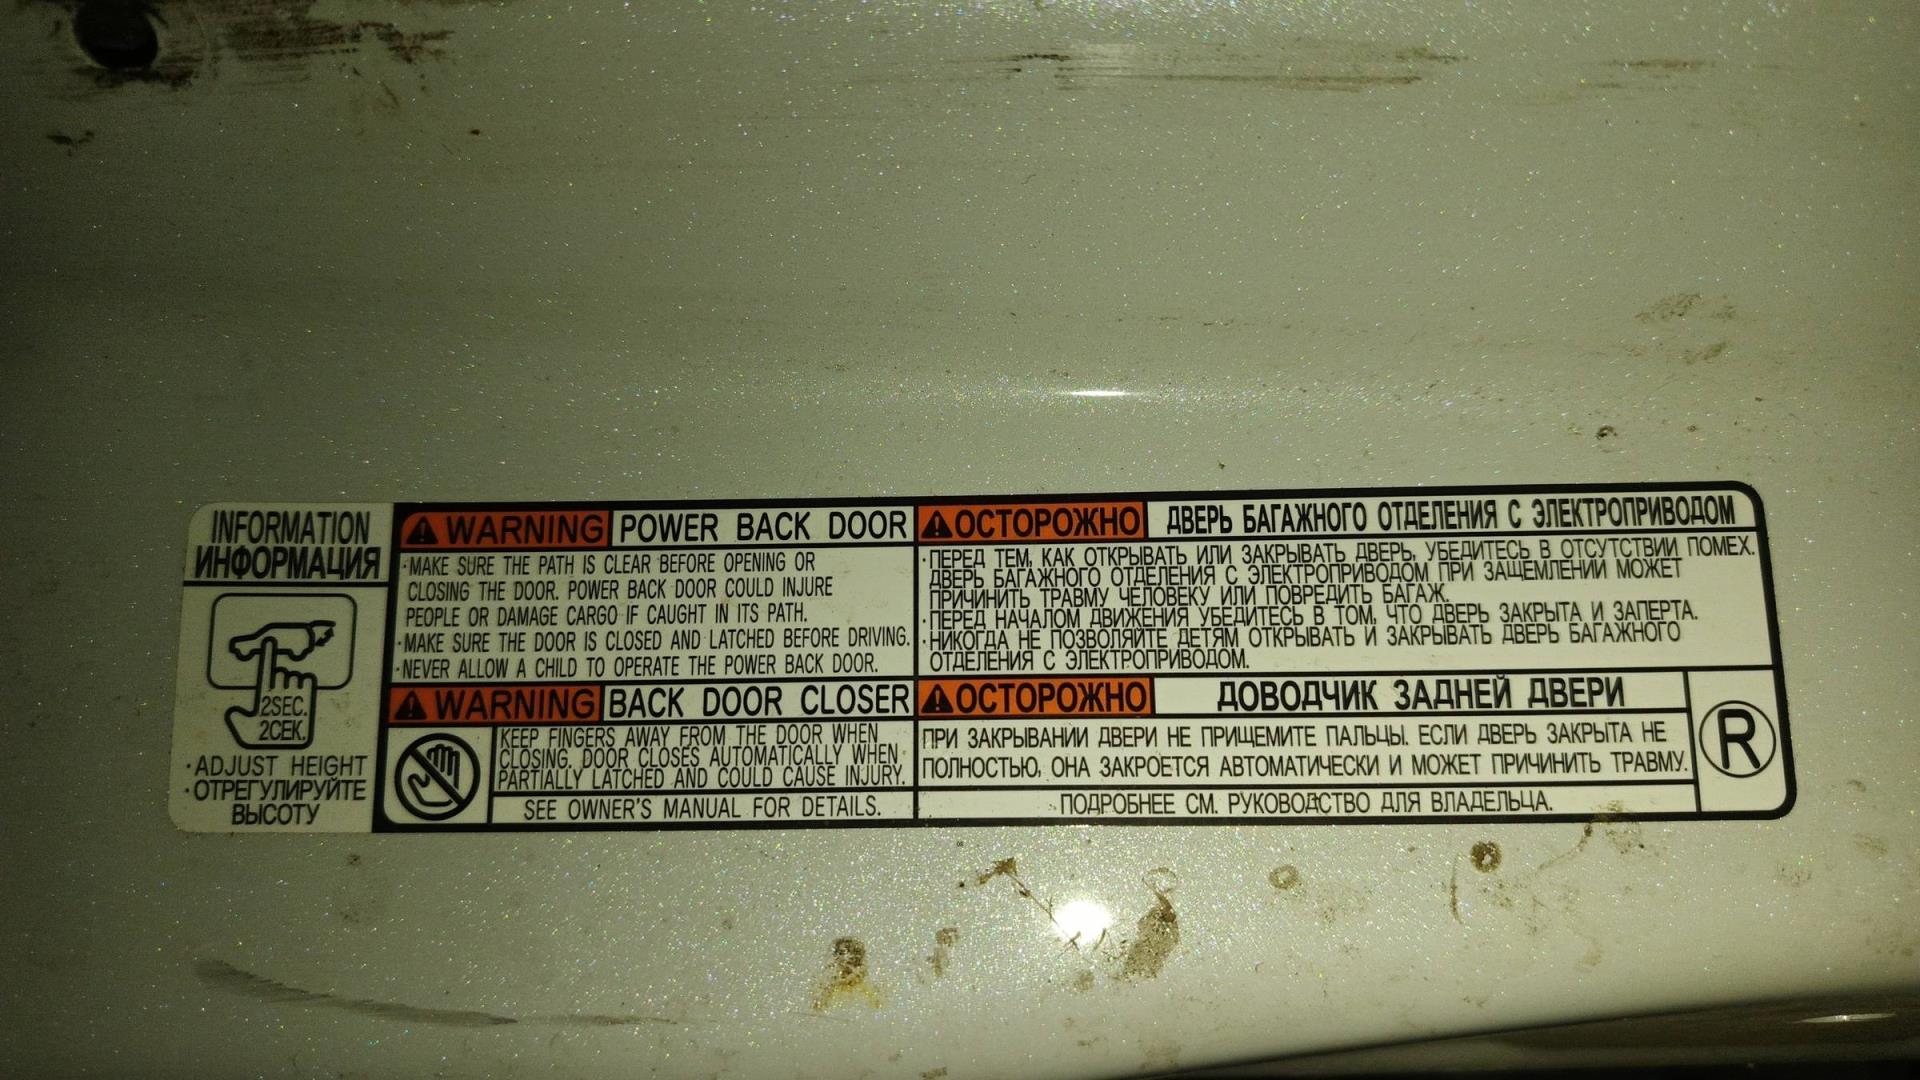 INFORMATION
ИНФОРМАЦИЯ
2SEC.
2СЕК.
·ADJUST HEIGHT
·ОТРЕГУЛИРУЙТЕ
ВЫСОТУ
WARNING POWER BACK DOOR
·MAKE SURE THE PATH IS CLEAR BEFORE OPENING OR
CLOSING THE DOOR. POWER BACK DOOR COULD INJURE
PEOPLE OR DAMAGE CARGO IF CAUGHT IN ITS PATH.
·MAKE SURE THE DOOR IS CLOSED AND LATCHED BEFORE DRIVING.
·NEVER ALLOW A CHILD TO OPERATE THE POWER BACK DOOR.
WARNING BACK DOOR CLOSER
KEEP FINGERS AWAY FROM THE DOOR WHEN
CLOSING. DOOR CLOSES AUTOMATICALLY WHEN
PARTIALLY LATCHED AND COULD CAUSE INJURY.
SEE OWNER'S MANUAL FOR DETAILS.
ОСТОРОЖНО ДВЕРЬ БАГАЖНОГО ОТДЕЛЕНИЯ С ЭЛЕКТРОПРИВОДОМ
·ПЕРЕД ТЕМ, КАК ОТКРЫВАТЬ ИЛИ ЗАКРЫВАТЬ ДВЕРЬ, УБЕДИТЕСЬ В ОТСУТСТВИИ ПОМЕХ.
ДВЕРЬ БАГАЖНОГО ОТДЕЛЕНИЯ С ЭЛЕКТРОПРИВОДОМ ПРИ ЗАЩЕМЛЕНИИ МОЖЕТ
ПРИЧИНИТЬ ТРАВМУ ЧЕЛОВЕКУ ИЛИ ПОВРЕДИТЬ БАГАЖ.
·ПЕРЕД НАЧАЛОМ ДВИЖЕНИЯ УБЕДИТЕСЬ В ТОМ, ЧТО ДВЕРЬ ЗАКРЫТА И ЗАПЕРТА.
·НИКОГДА НЕ ПОЗВОЛЯЙТЕ ДЕТЯМ ОТКРЫВАТЬ И ЗАКРЫВАТЬ ДВЕРЬ БАГАЖНОГО
ОТДЕЛЕНИЯ С ЭЛЕКТРОПРИВОДОМ.
ОСТОРОЖНО ДОВОДЧИК ЗАДНЕЙ ДВЕРИ
ПРИ ЗАКРЫВАНИИ ДВЕРИ НЕ ПРИЩЕМИТЕ ПАЛЬЦЫ. ЕСЛИ ДВЕРЬ ЗАКРЫТА НЕ
ПОЛНОСТЬЮ, ОНА ЗАКРОЕТСЯ АВТОМАТИЧЕСКИ И МОЖЕТ ПРИЧИНИТЬ ТРАВМУ.
ПОДРОБНЕЕ СМ. РУКОВОДСТВО ДЛЯ ВЛАДЕЛЬЦА.
R